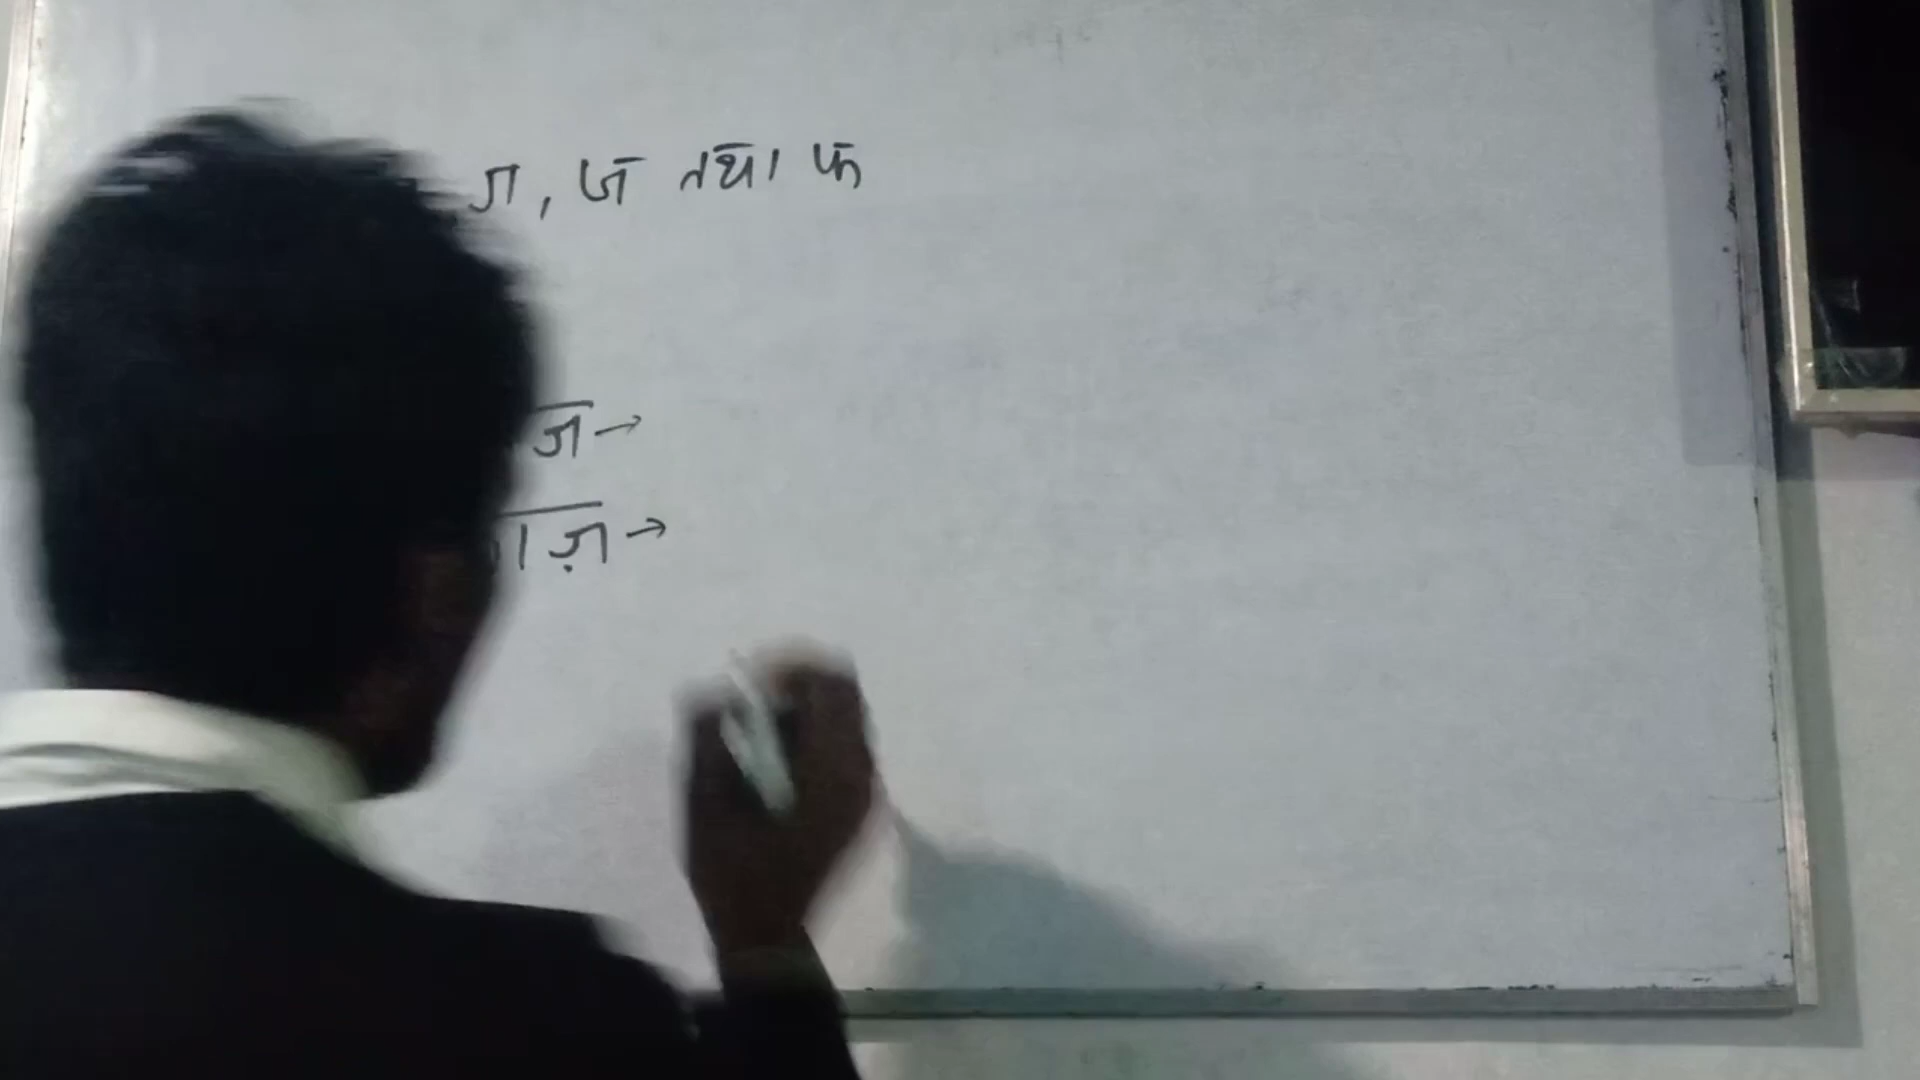 ज, ज तथा फ
ज →
ाज़ →